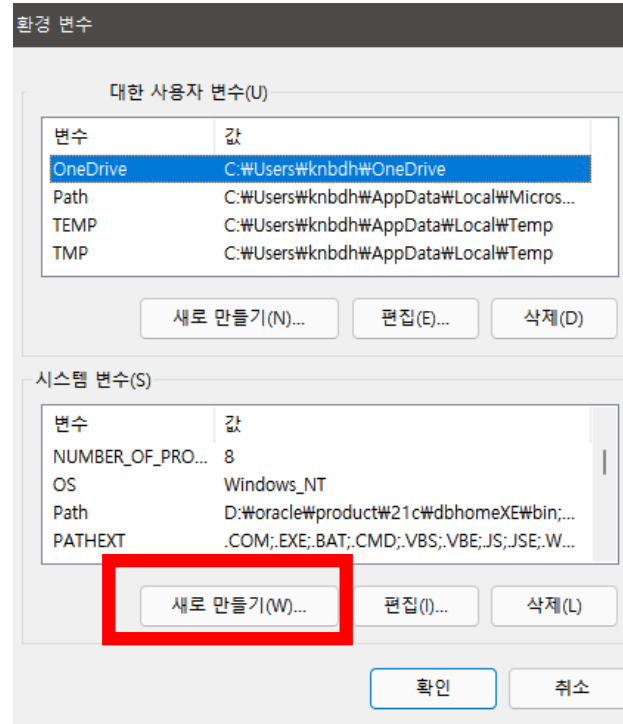 환경 변수
대한 사용자 변수(U)
변수 값
OneDrive C:₩Users₩knbdh₩OneDrive
Path C:₩Users₩knbdh₩AppData₩Local₩Micros...
TEMP C:₩Users₩knbdh₩AppData₩Local₩Temp
TMP C:₩Users₩knbdh₩AppData₩Local₩Temp
새로 만들기(N)... 편집(E)... 삭제(D)
시스템 변수(S)
변수 값
NUMBER_OF_PRO... 8
OS Windows_NT
Path D:₩oracle₩product₩21c₩dbhomeXE₩bin;...
PATHEXT .COM;.EXE;.BAT;.CMD;.VBS;.VBE;.JS;.JSE;.W...
새로 만들기(W)... 편집(I)... 삭제(L)
확인 취소